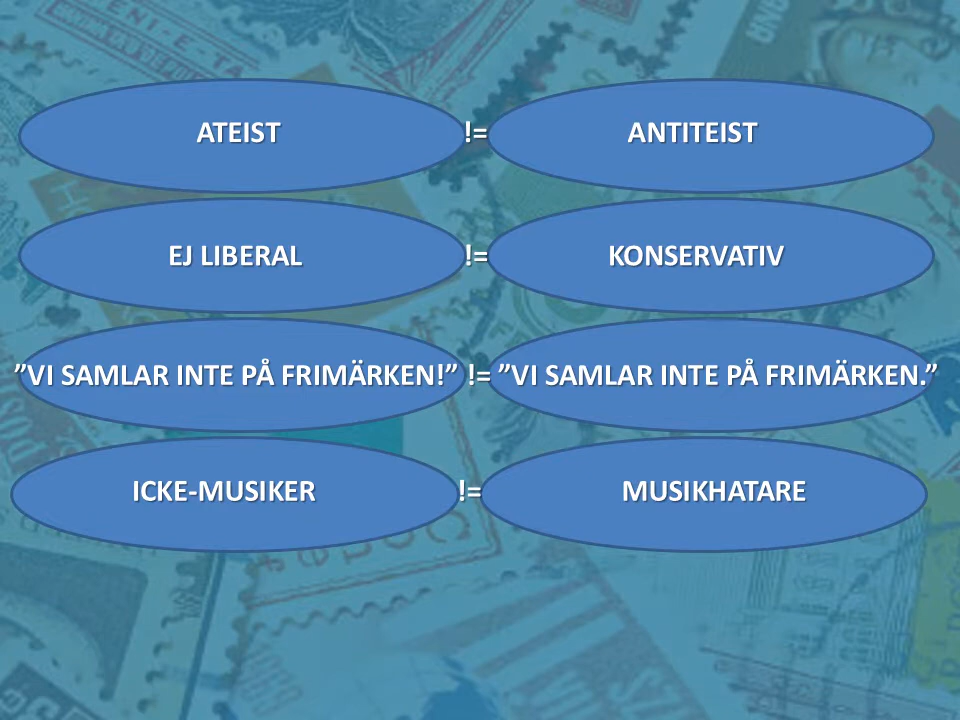 ATEIST != ANTITEIST
EJ LIBERAL != KONSERVATIV
”VI SAMLAR INTE PÅ FRIMÄRKEN!” != ”VI SAMLAR INTE PÅ FRIMÄRKEN.”
ICKE-MUSIKER != MUSIKHATARE